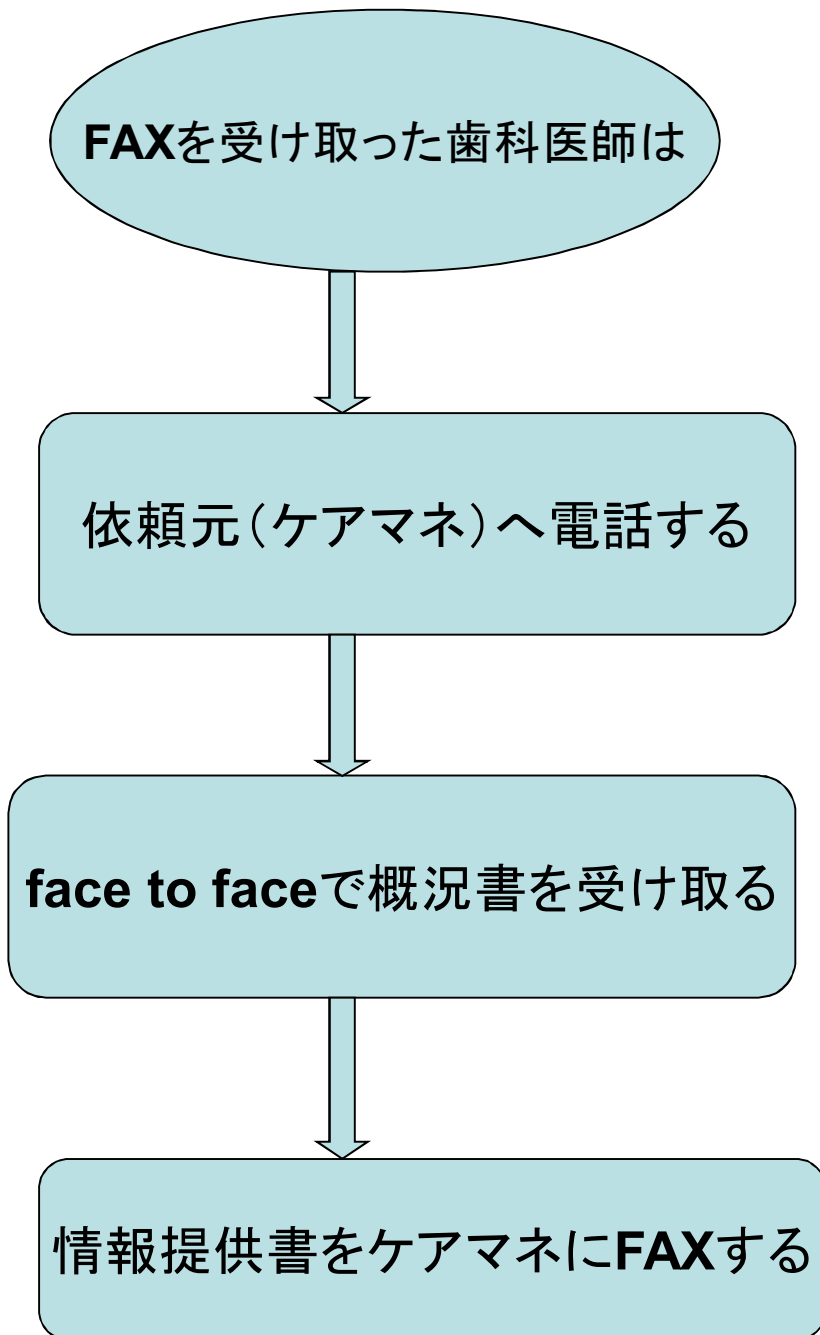 FAXを受け取った歯科医師は
依頼元（ケアマネ）へ電話する
face to faceで概況書を受け取る
情報提供書をケアマネにFAXする